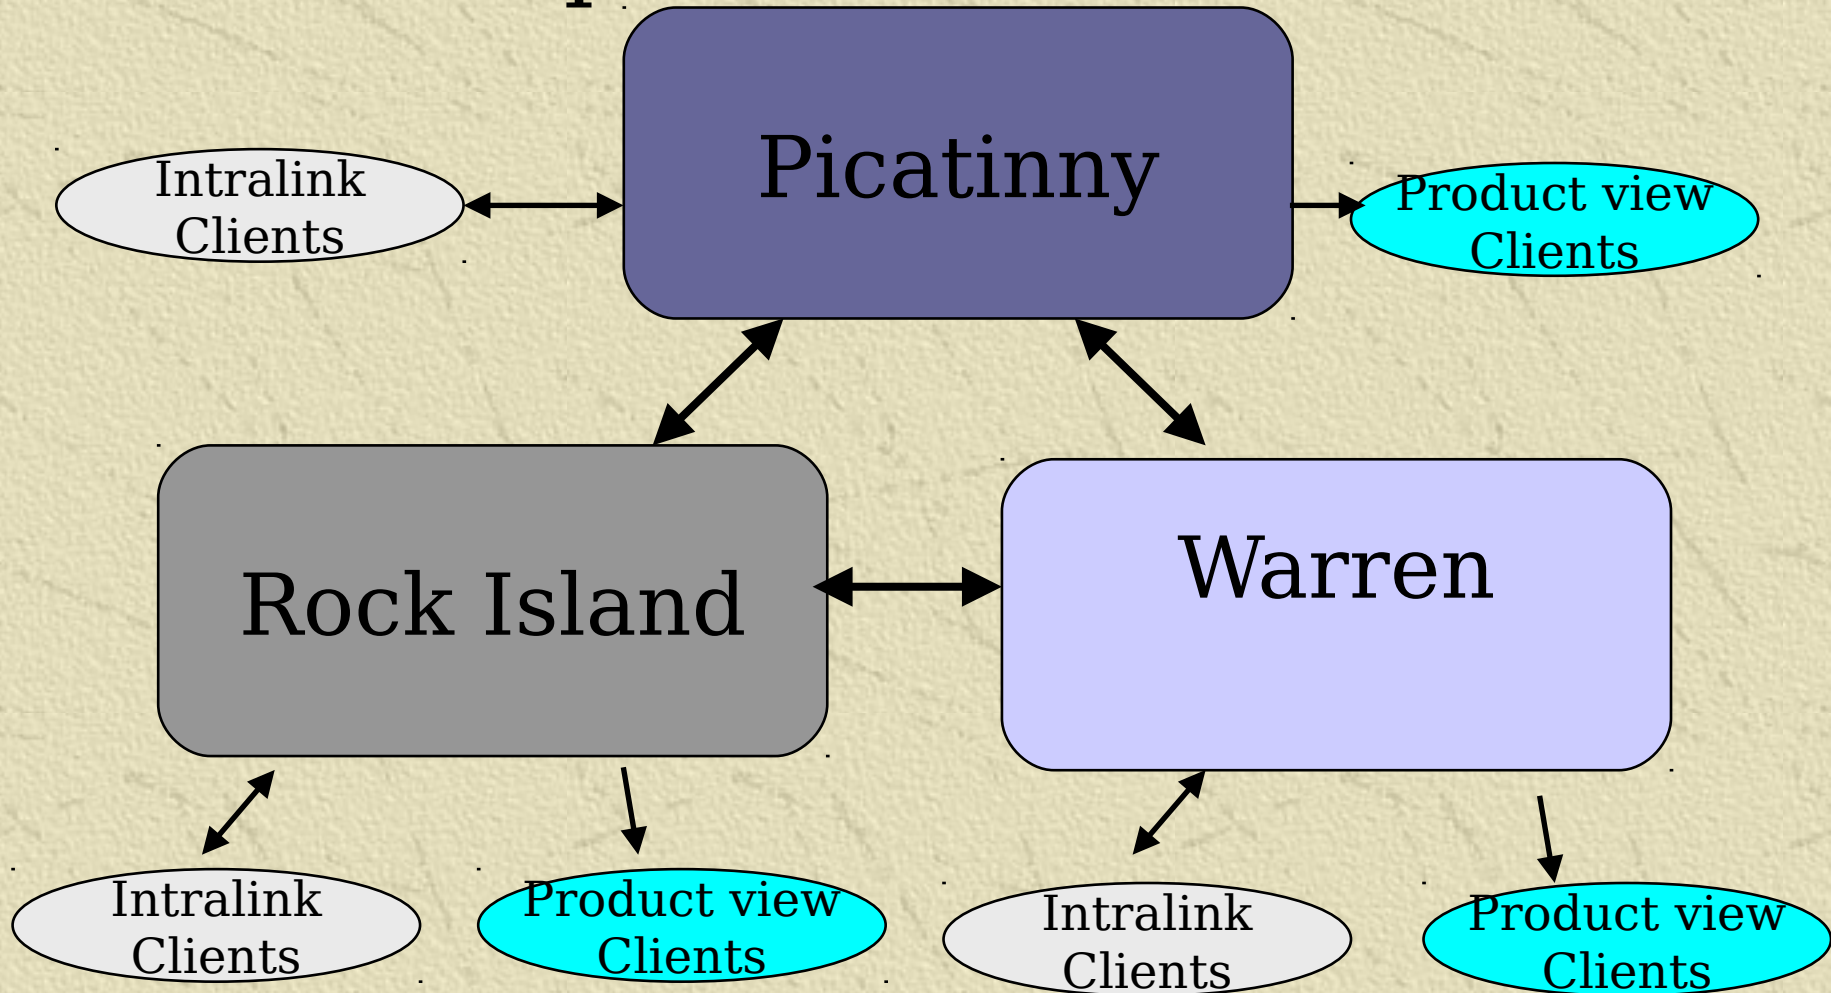 Picatinny
Intralink
Clients
Product view
Clients
Rock Island
Warren
Intralink
Clients
Product view
Clients
Intralink
Clients
Product view
Clients